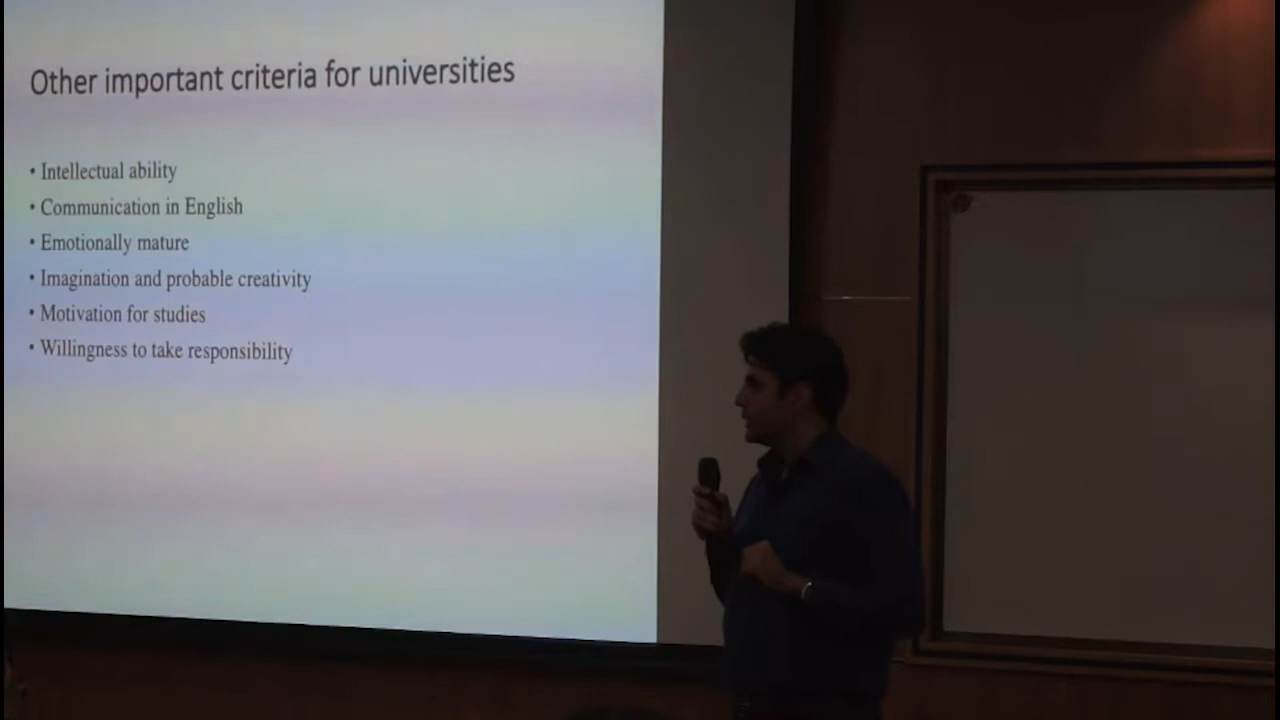 Other important criteria for universities
• Intellectual ability
• Communication in English
• Emotionally mature
• Imagination and probable creativity
• Motivation for studies
• Willingness to take responsibility